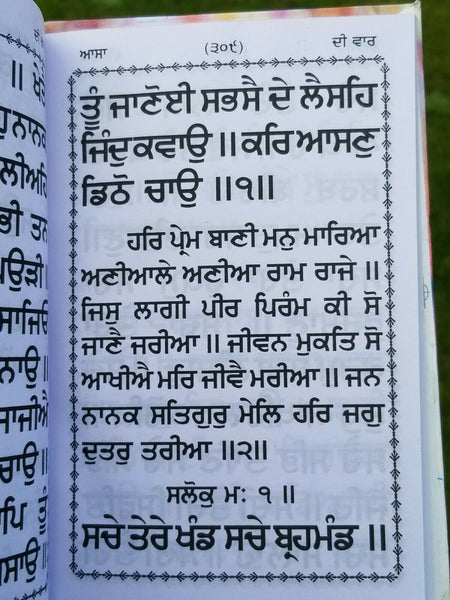 ਨਾਨਕ
ਨਾਉ ॥
ਚਾਉ ॥
ਤੂੰ
ਆਸਾ (੩੦੯) ਦੀ ਵਾਰ
ਤੂੰ ਜਾਣੋਈ ਸਭਸੈ ਦੇ ਲੈਸਹਿ
ਜਿੰਦੁ ਕਵਾਉ ॥ ਕਰਿ ਆਸਣੁ
ਡਿਠੋ ਚਾਉ ॥੧॥
ਹਰਿ ਪ੍ਰੇਮ ਬਾਣੀ ਮਨੁ ਮਾਰਿਆ
ਅਣੀਆਲੇ ਅਣੀਆ ਰਾਮ ਰਾਜੇ ॥
ਜਿਸੁ ਲਾਗੀ ਪੀਰ ਪਿਰੰਮ ਕੀ ਸੋ
ਜਾਣੈ ਜਰੀਆ ॥ ਜੀਵਨ ਮੁਕਤਿ ਸੋ
ਆਖੀਐ ਮਰਿ ਜੀਵੈ ਮਰੀਆ ॥ ਜਨ
ਨਾਨਕ ਸਤਿਗੁਰੁ ਮੇਲਿ ਹਰਿ ਜਗੁ
ਦੁਤਰੁ ਤਰੀਆ ॥੨॥
ਸਲੋਕੁ ਮਃ ੧ ॥
ਸਚੇ ਤੇਰੇ ਖੰਡ ਸਚੇ ਬ੍ਰਹਮੰਡ ॥